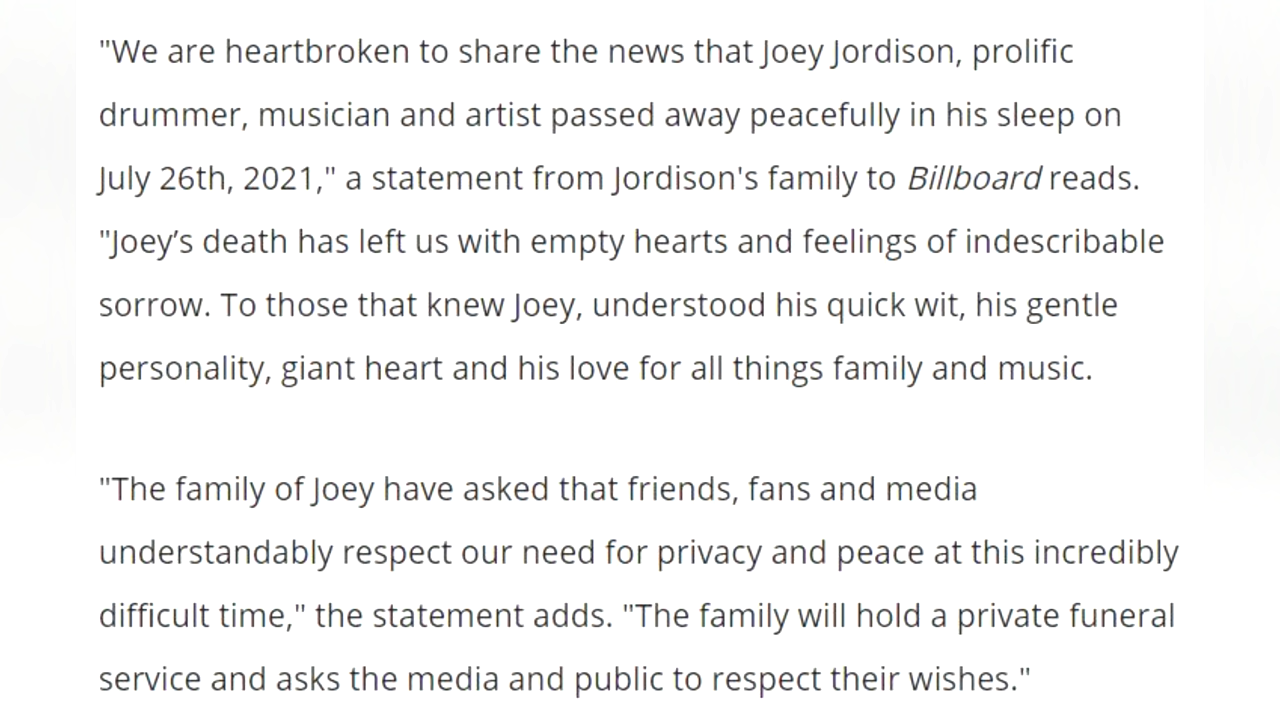 "We are heartbroken to share the news that Joey Jordison, prolific
drummer, musician and artist passed away peacefully in his sleep on
July 26th, 2021," a statement from Jordison's family to Billboard reads.
"Joey’s death has left us with empty hearts and feelings of indescribable
sorrow. To those that knew Joey, understood his quick wit, his gentle
personality, giant heart and his love for all things family and music.
"The family of Joey have asked that friends, fans and media
understandably respect our need for privacy and peace at this incredibly
difficult time," the statement adds. "The family will hold a private funeral
service and asks the media and public to respect their wishes."